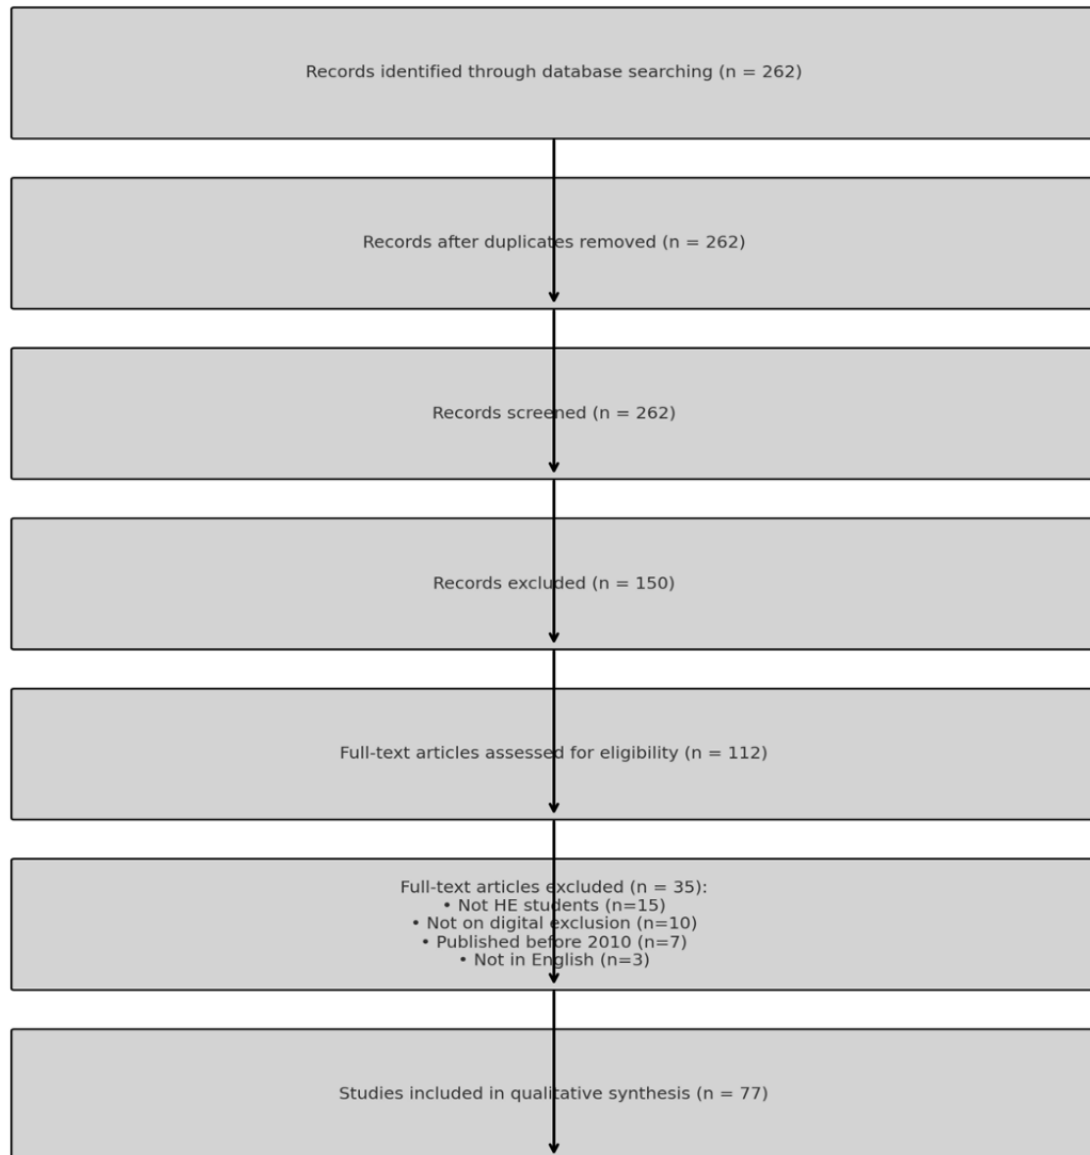 Records identified through database searching (n = 262)
Records after duplicates removed (n = 262)
Records screened (n = 262)
Records excluded (n = 150)
Full-text articles assessed for eligibility (n = 112)
Full-text articles excluded (n = 35):
• Not HE students (n=15)
• Not on digital exclusion (n=10)
• Published before 2010 (n=7)
• Not in English (n=3)
Studies included in qualitative synthesis (n = 77)